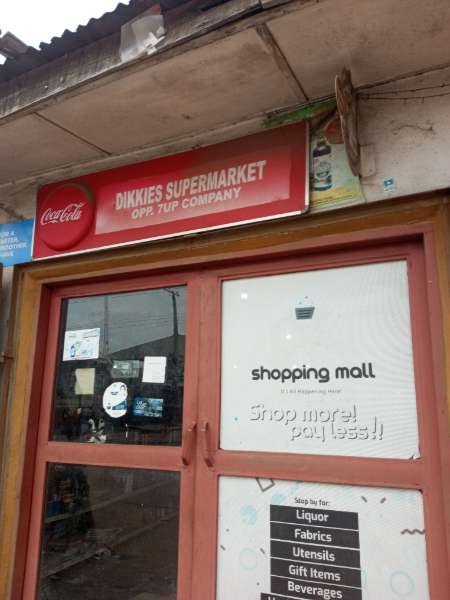 DIKKIES SUPERMARKET
OPP. 7UP COMPANY
Coca-Cola
shopping mall
Shop more!
pay less!!
Stop by for:
Liquor
Fabrics
Utensils
Gift Items
Beverages